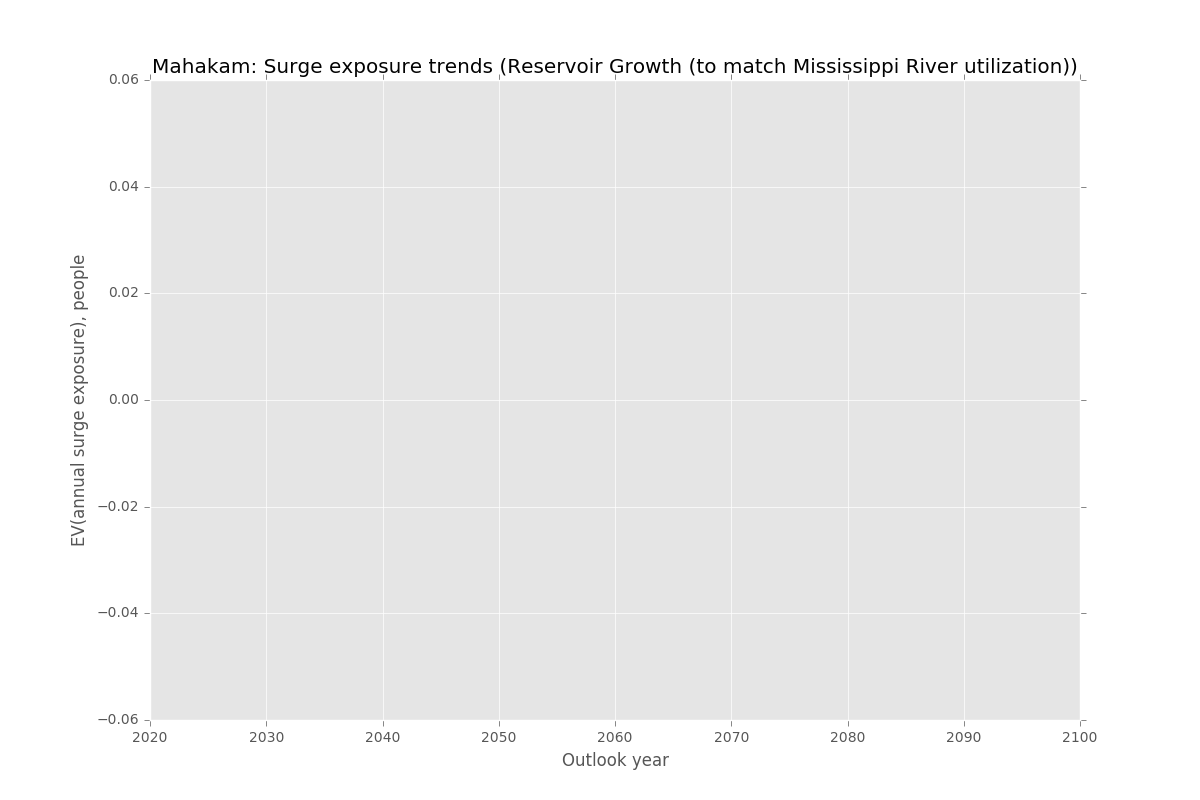 Mahakam: Surge exposure trends (Reservoir Growth (to match Mississippi River utilization))
0.06
0.04
0.02
0.00
−0.02
−0.04
−0.06
EV(annual surge exposure), people
2020 2030 2040 2050 2060 2070 2080 2090 2100
Outlook year